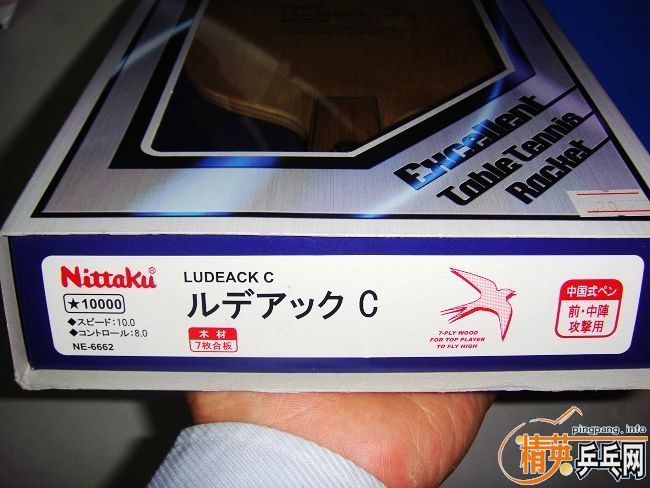 Nittaku
Ludeack
Excellent
Table Tennis
Racket
Nittaku®
★10000
◆スピード:10.0
◆コントロール:8.0
NE-6662
LUDEACK C
ルデアック C
木材
7枚合板
7-PLY WOOD
FOR TOP PLAYER
TO FLY HIGH
中国式ペン
前・中陣
攻撃用
pingpang.info
精英乒乓网